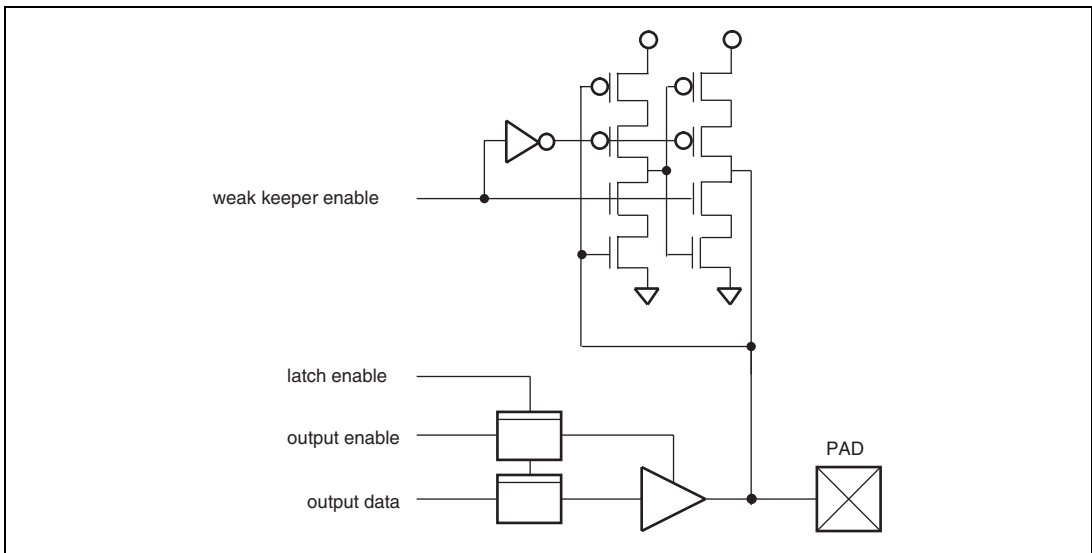 weak keeper enable
latch enable
output enable
output data
PAD